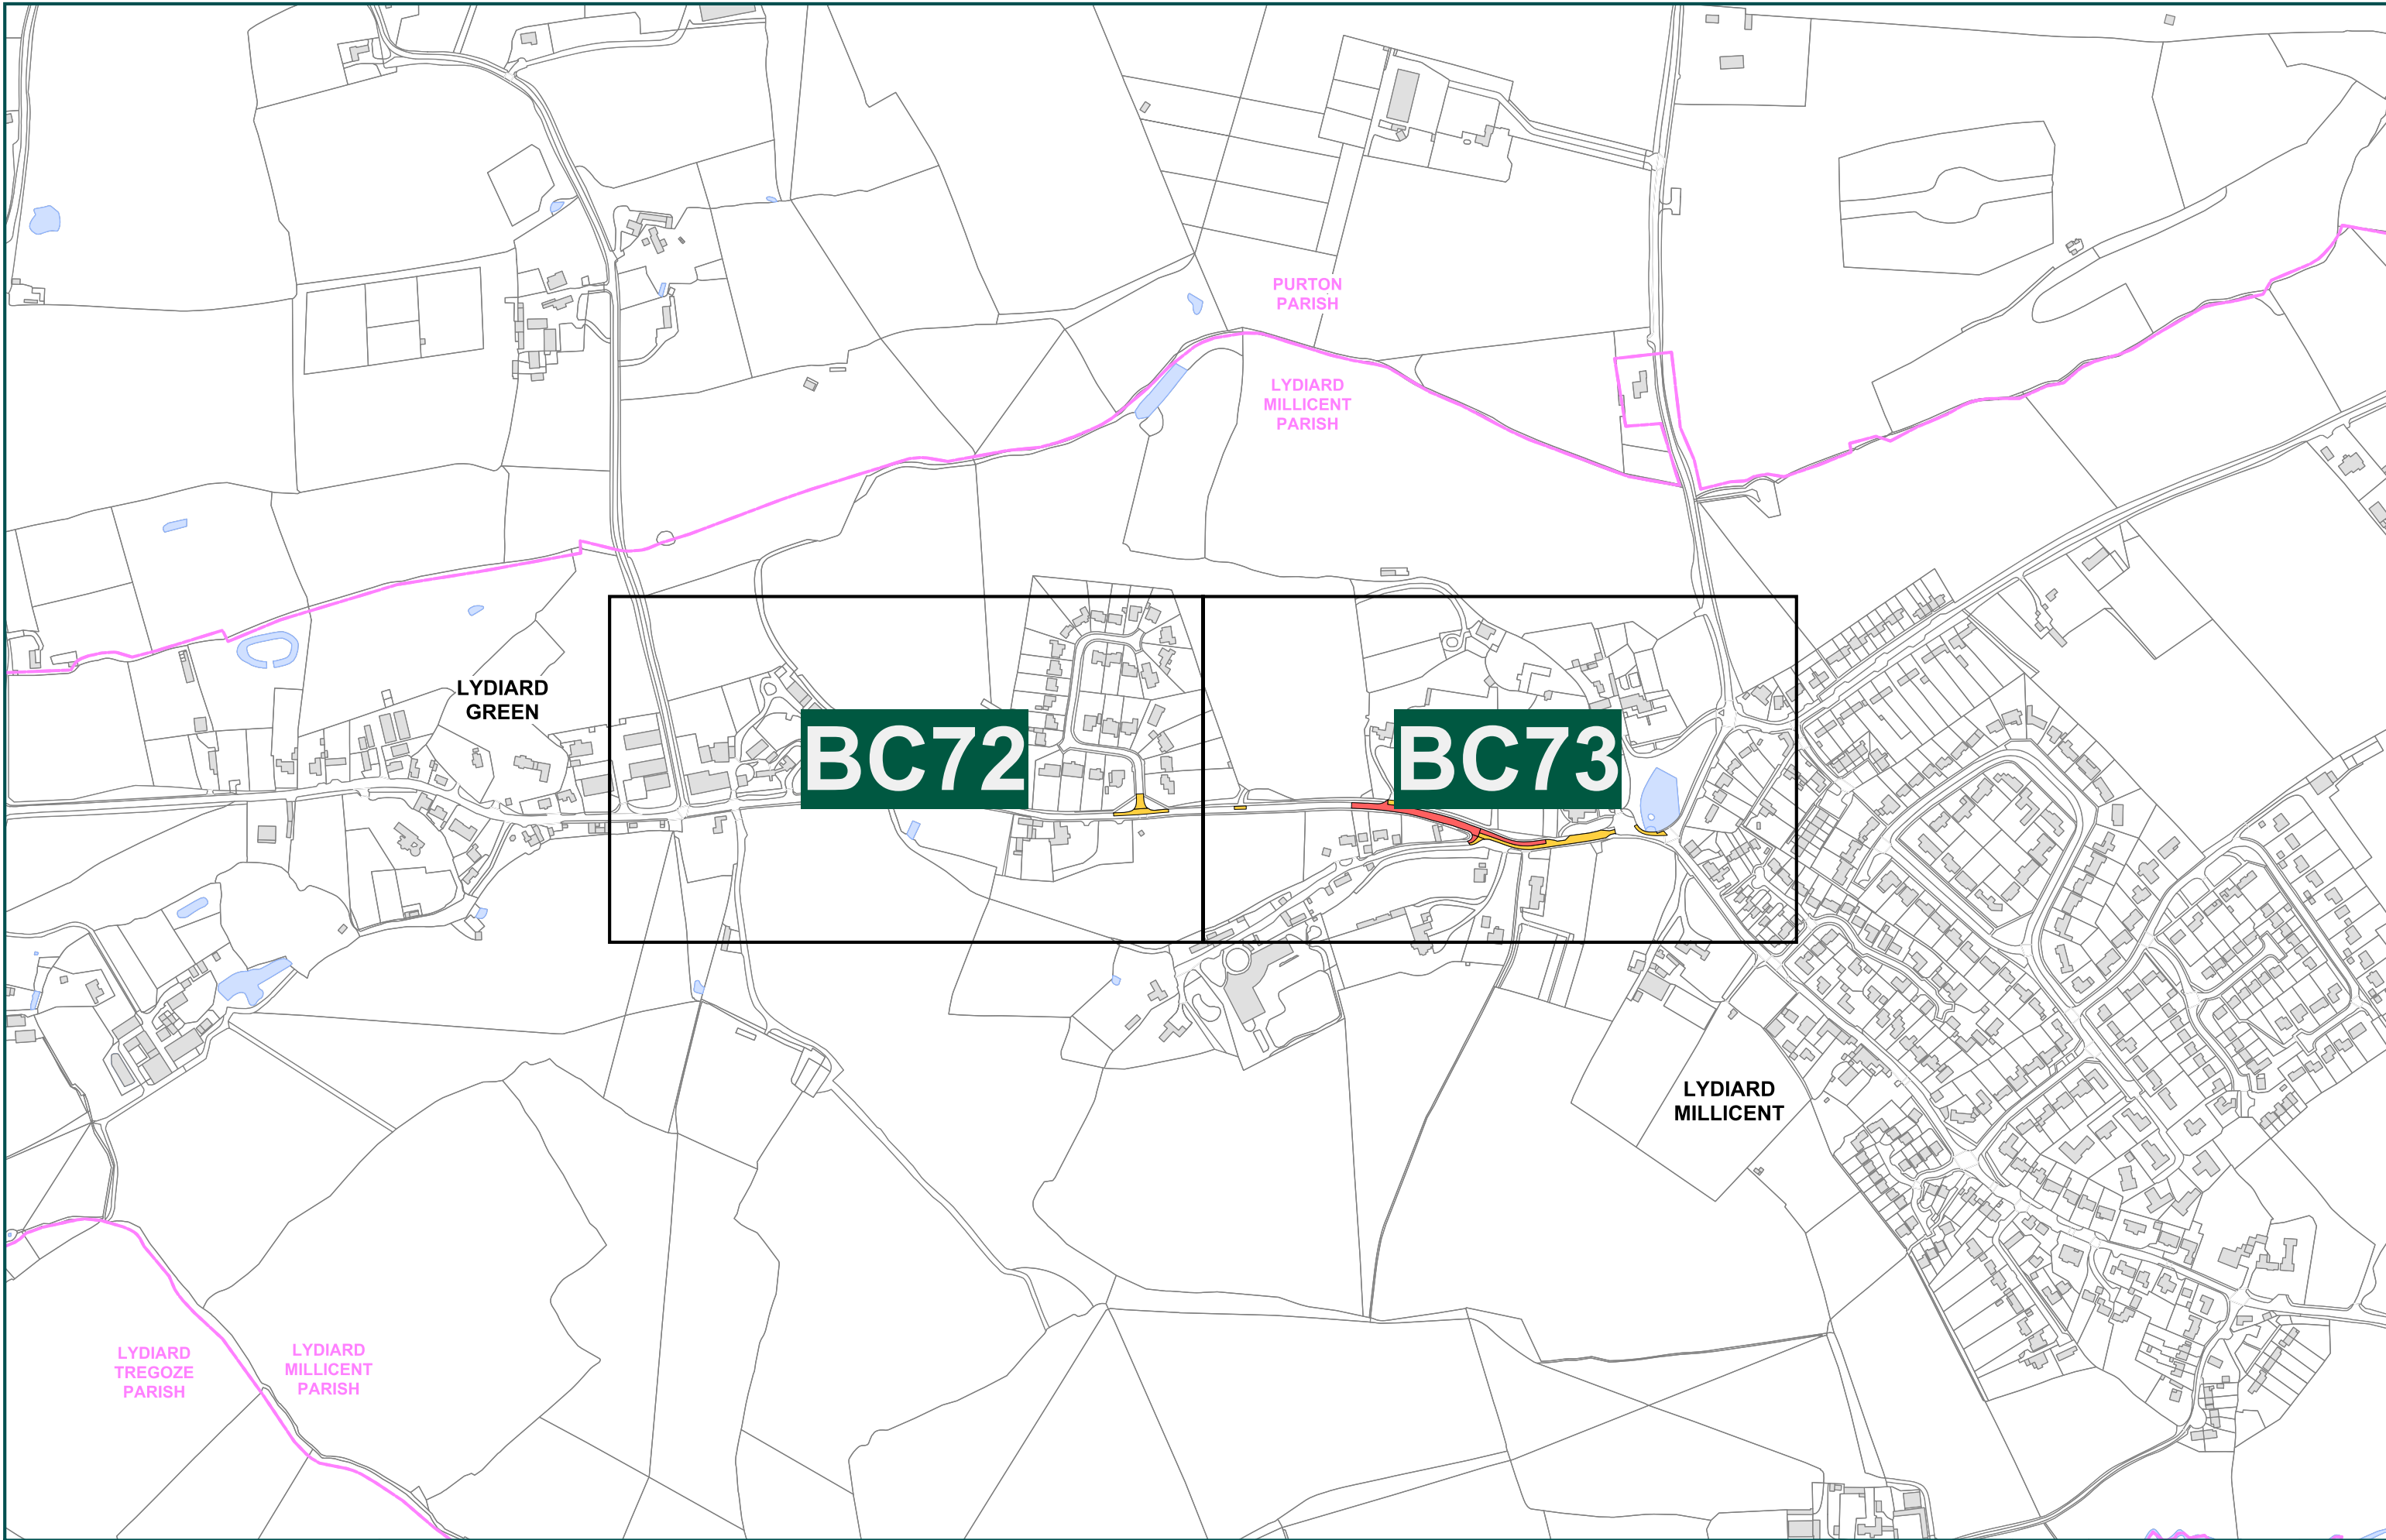 PURTON
PARISH
LYDIARD
MILLICENT
PARISH
LYDIARD
GREEN
BC72
BC73
LYDIARD
MILLICENT
LYDIARD
TREGOZE
PARISH
LYDIARD
MILLICENT
PARISH